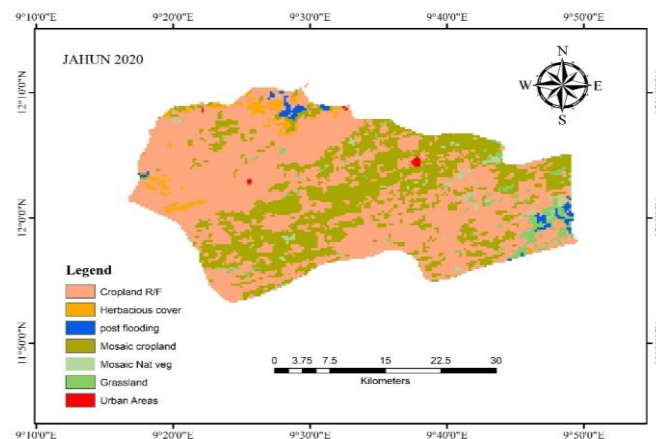 9°10'0"E 9°20'0"E 9°30'0"E 9°40'0"E 9°50'0"E
JAHUN 2020
N
W E
S
12°10'0"N
12°0'0"N
11°50'0"N
Legend
Cropland R/F
Herbacious cover
post flooding
Mosaic cropland
Mosaic Nat veg
Grassland
Urban Areas
0 3.75 7.5 15 22.5 30
Kilometers
9°10'0"E 9°20'0"E 9°30'0"E 9°40'0"E 9°50'0"E